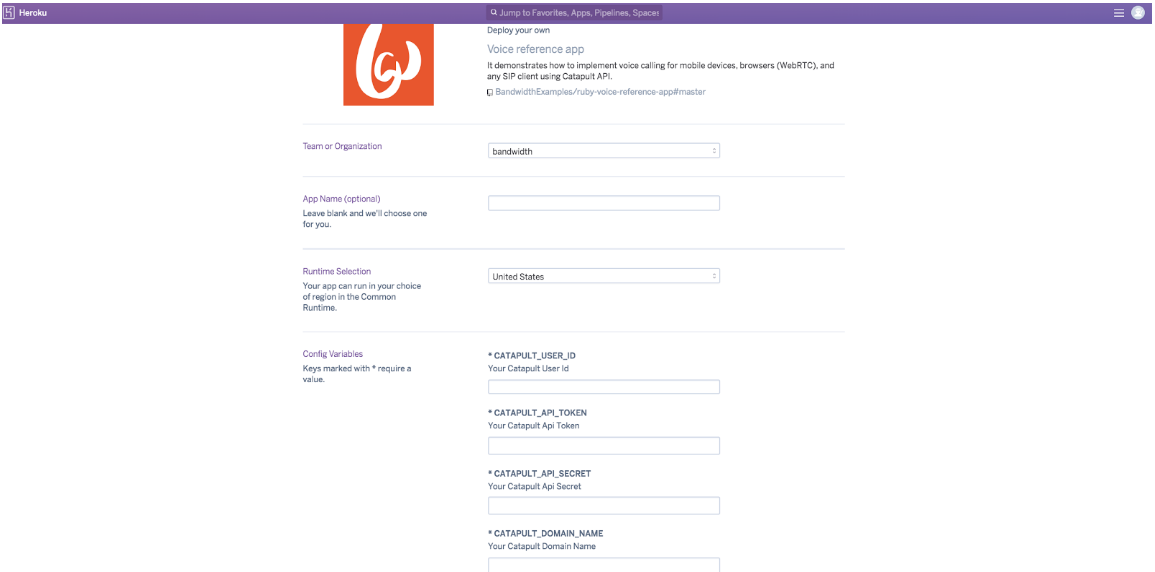 Heroku
Jump to Favorites, Apps, Pipelines, Spaces
Deploy your own
Voice reference app
It demonstrates how to implement voice calling for mobile devices, browsers (WebRTC), and
any SIP client using Catapult API.
BandwidthExamples/ruby-voice-reference-app#master
Team or Organization
bandwidth
App Name (optional)
Leave blank and we'll choose one
for you.
Runtime Selection
United States
Your app can run in your choice
of region in the Common
Runtime.
Config Variables
Keys marked with * require a
value.
* CATAPULT_USER_ID
Your Catapult User Id
* CATAPULT_API_TOKEN
Your Catapult Api Token
* CATAPULT_API_SECRET
Your Catapult Api Secret
* CATAPULT_DOMAIN_NAME
Your Catapult Domain Name